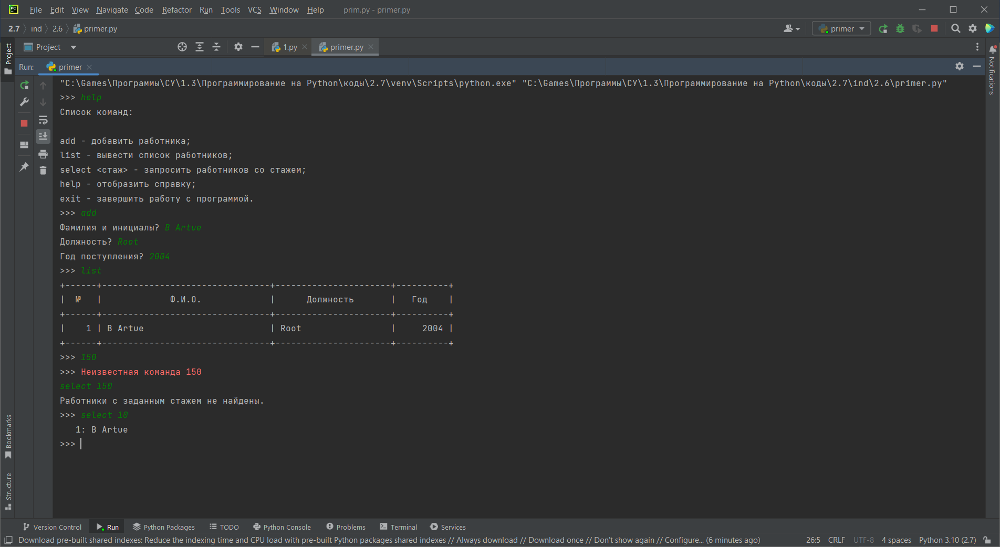 File Edit View Navigate Code Refactor Run Tools VCS Window Help prim.py - primer.py
2.7 ind 2.6 primer.py primer
Project 1.py primer.py
Run: primer
Project
Notifications
"C:\Games\Программы\СУ\1.3\Программирование на Python\коды\2.7\venv\Scripts\python.exe" "C:\Games\Программы\СУ\1.3\Программирование на Python\коды\2.7\ind\2.6\primer.py"
>>> help
Список команд:
add - добавить работника;
list - вывести список работников;
select <стаж> - запросить работников со стажем;
help - отобразить справку;
exit - завершить работу с программой.
>>> add
Фамилия и инициалы? В Artue
Должность? Root
Год поступления? 2004
>>> list
+------+--------------------------------+----------------------+----------+
|  №   |             Ф.И.О.             |      Должность       |   Год    |
+------+--------------------------------+----------------------+----------+
|    1 | В Artue                        | Root                 |     2004 |
+------+--------------------------------+----------------------+----------+
>>> 150
>>> Неизвестная команда 150
select 150
Работники с заданным стажем не найдены.
>>> select 10
   1: В Artue
>>>
Bookmarks
Structure
Version Control Run Python Packages TODO Python Console Problems Terminal Services
Download pre-built shared indexes: Reduce the indexing time and CPU load with pre-built Python packages shared indexes // Always download // Download once // Don't show again // Configure... (6 minutes ago) 26:5 CRLF UTF-8 4 spaces Python 3.10 (2.7)